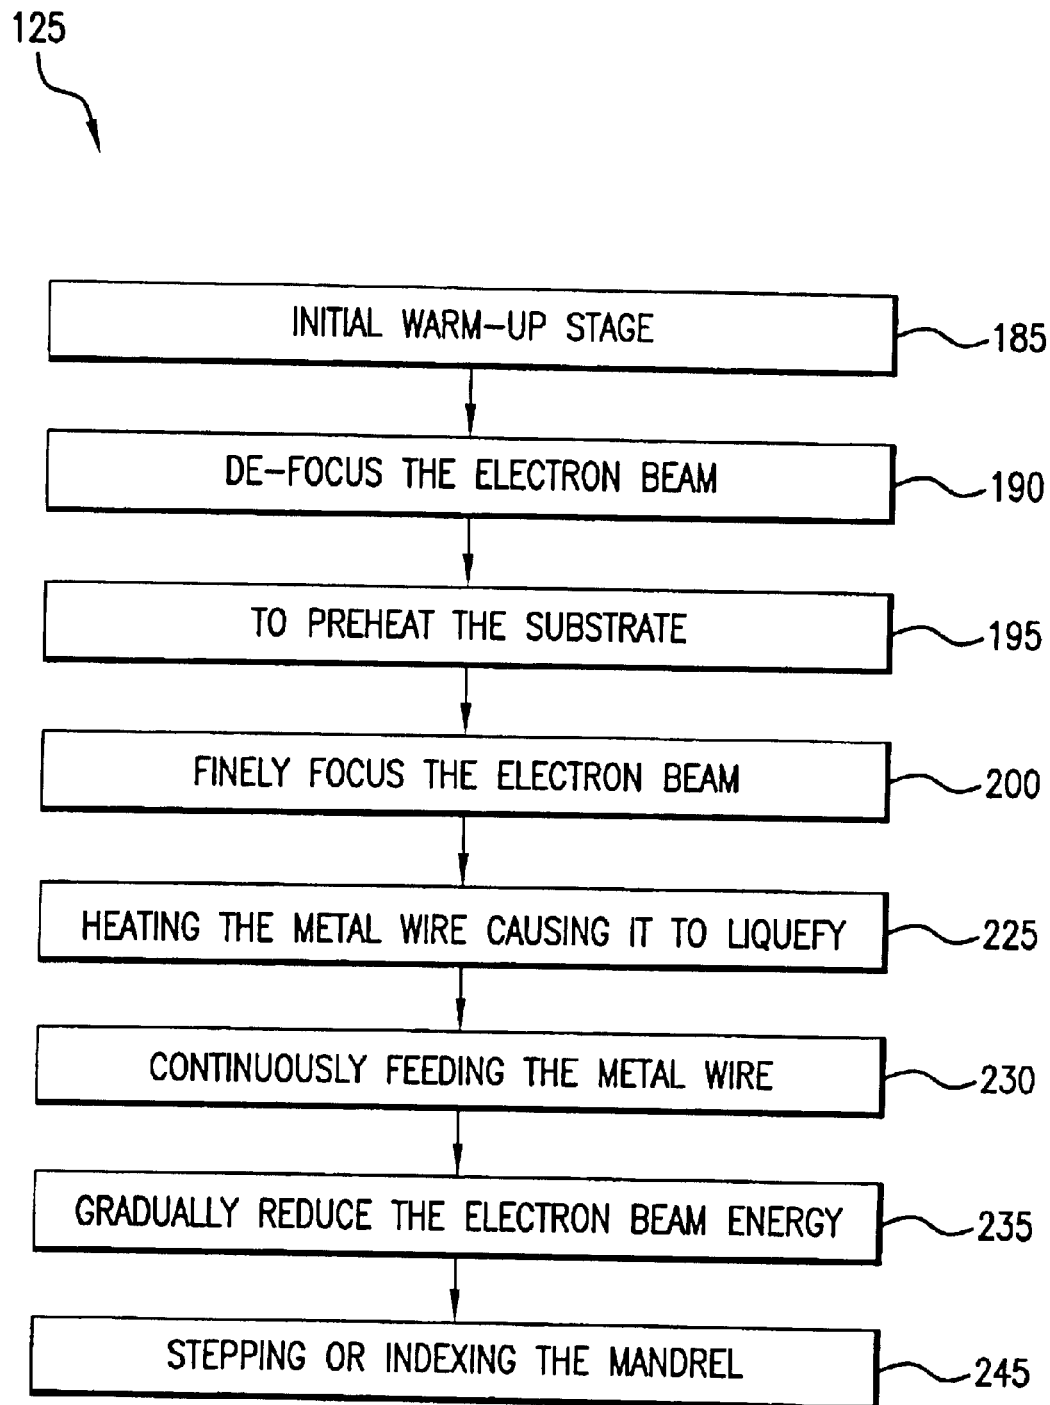 125
INITIAL WARM-UP STAGE
185
DE-FOCUS THE ELECTRON BEAM
190
TO PREHEAT THE SUBSTRATE
195
FINELY FOCUS THE ELECTRON BEAM
200
HEATING THE METAL WIRE CAUSING IT TO LIQUEFY
225
CONTINUOUSLY FEEDING THE METAL WIRE
230
GRADUALLY REDUCE THE ELECTRON BEAM ENERGY
235
STEPPING OR INDEXING THE MANDREL
245